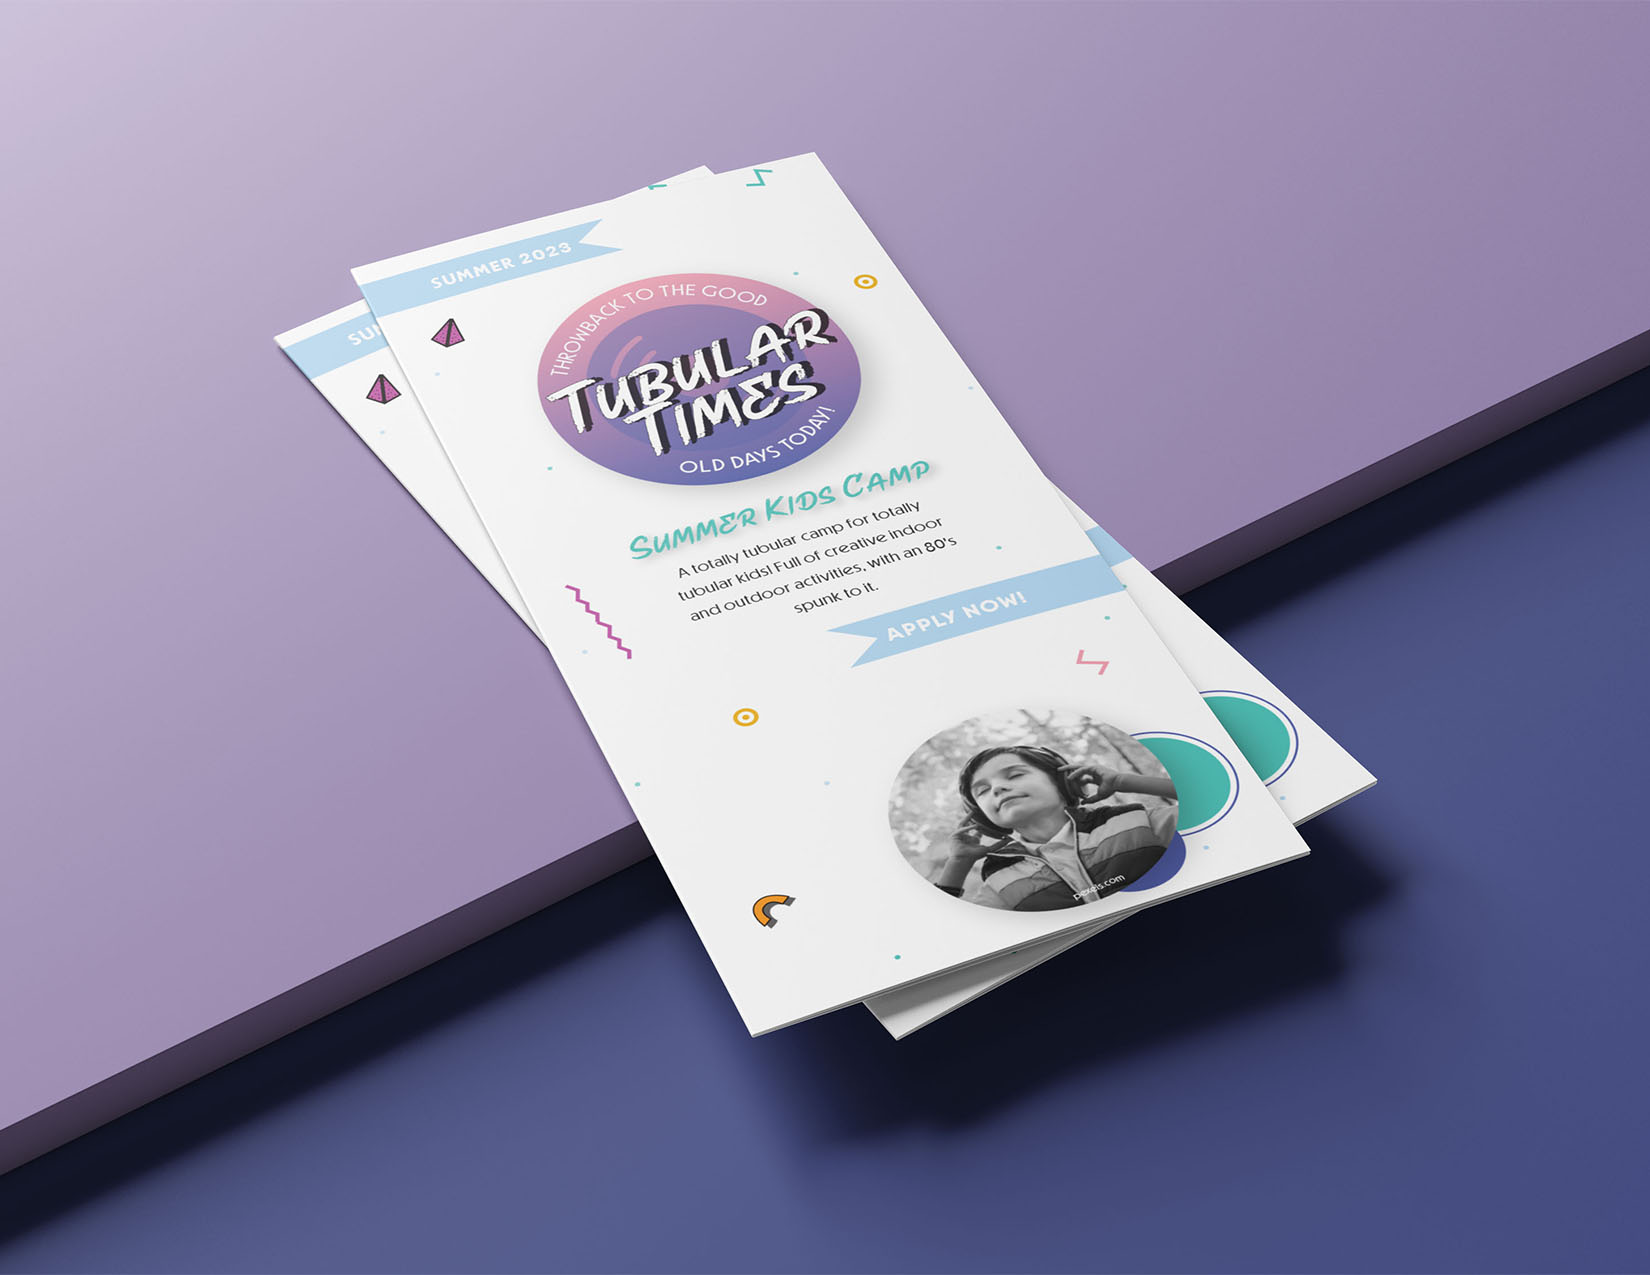 SUMMER 2023
SUM
THROWBACK TO THE GOOD
TUBULAR
TIMES
OLD DAYS TODAY!
SUMMER KIDS CAMP
A totally tubular camp for totally
tubular kids! Full of creative indoor
and outdoor activities, with an 80's
spunk to it.
APPLY NOW!
pexels.com